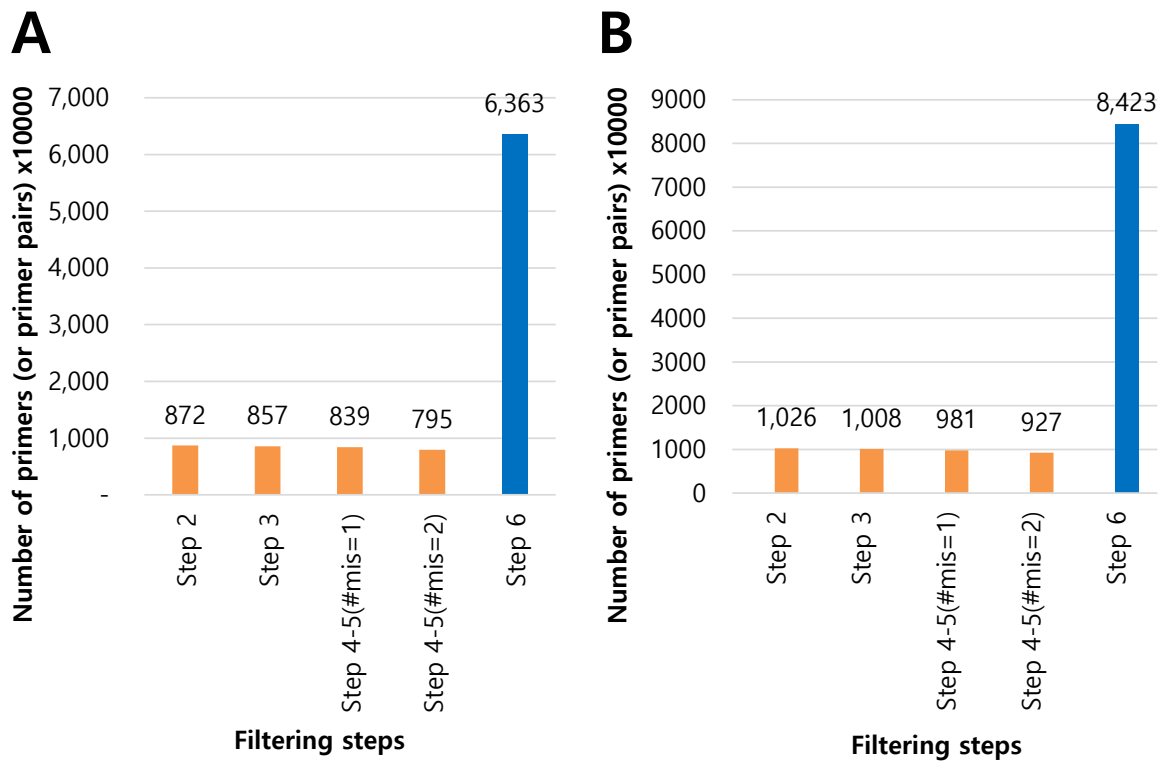 A
Number of primers (or primer pairs) x10000
7,000
6,000
5,000
4,000
3,000
2,000
1,000
-
872
857
839
795
6,363
Step 2
Step 3
Step 4-5(#mis=1)
Step 4-5(#mis=2)
Step 6
Filtering steps
B
Number of primers (or primer pairs) x10000
9000
8000
7000
6000
5000
4000
3000
2000
1000
0
1,026
1,008
981
927
8,423
Step 2
Step 3
Step 4-5(#mis=1)
Step 4-5(#mis=2)
Step 6
Filtering steps